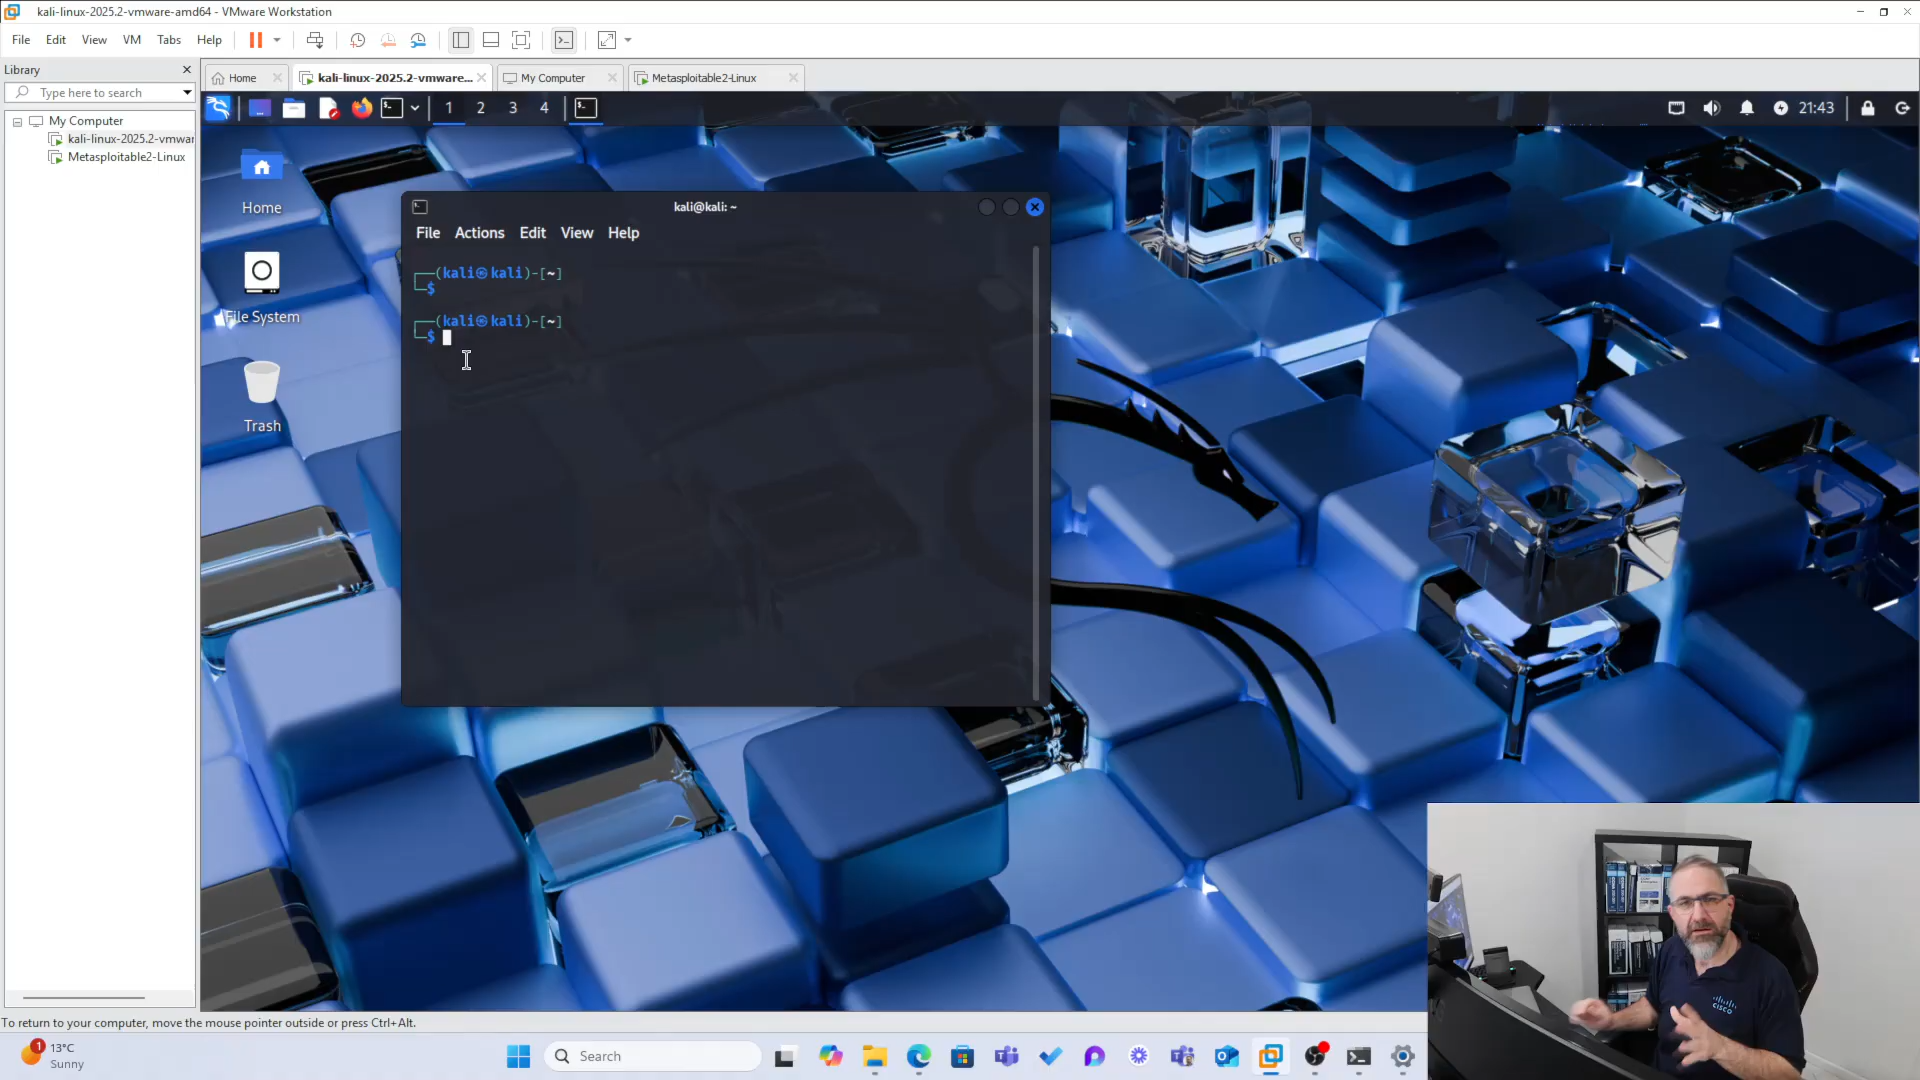 kali-linux-2025.2-vmware-amd64 - VMware Workstation
File Edit View VM Tabs Help
Library
Type here to search
My Computer
kali-linux-2025.2-vmwar
Metasploitable2-Linux
Home
kali-linux-2025.2-vmware...
My Computer
Metasploitable2-Linux
1 2 3 4
21:43
Home
File System
Trash
kali@kali: ~
File Actions Edit View Help
┌──(kali㉿kali)-[~]
└─$
┌──(kali㉿kali)-[~]
└─$
CISCO
To return to your computer, move the mouse pointer outside or press Ctrl+Alt.
1
13°C
Sunny
Search